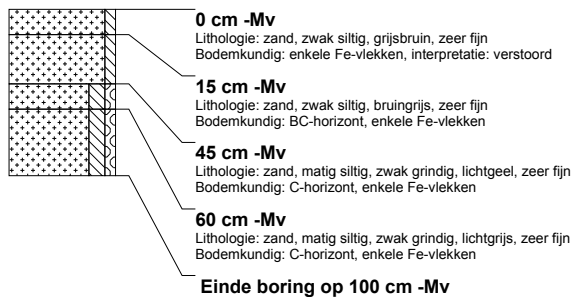 0 cm -Mv
Lithologie: zand, zwak siltig, grijsbruin, zeer fijn
Bodemkundig: enkele Fe-vlekken, interpretatie: verstoord
15 cm -Mv
Lithologie: zand, zwak siltig, bruingrijs, zeer fijn
Bodemkundig: BC-horizont, enkele Fe-vlekken
45 cm -Mv
Lithologie: zand, matig siltig, zwak grindig, lichtgeel, zeer fijn
Bodemkundig: C-horizont, enkele Fe-vlekken
60 cm -Mv
Lithologie: zand, matig siltig, zwak grindig, lichtgrijs, zeer fijn
Bodemkundig: C-horizont, enkele Fe-vlekken
Einde boring op 100 cm -Mv